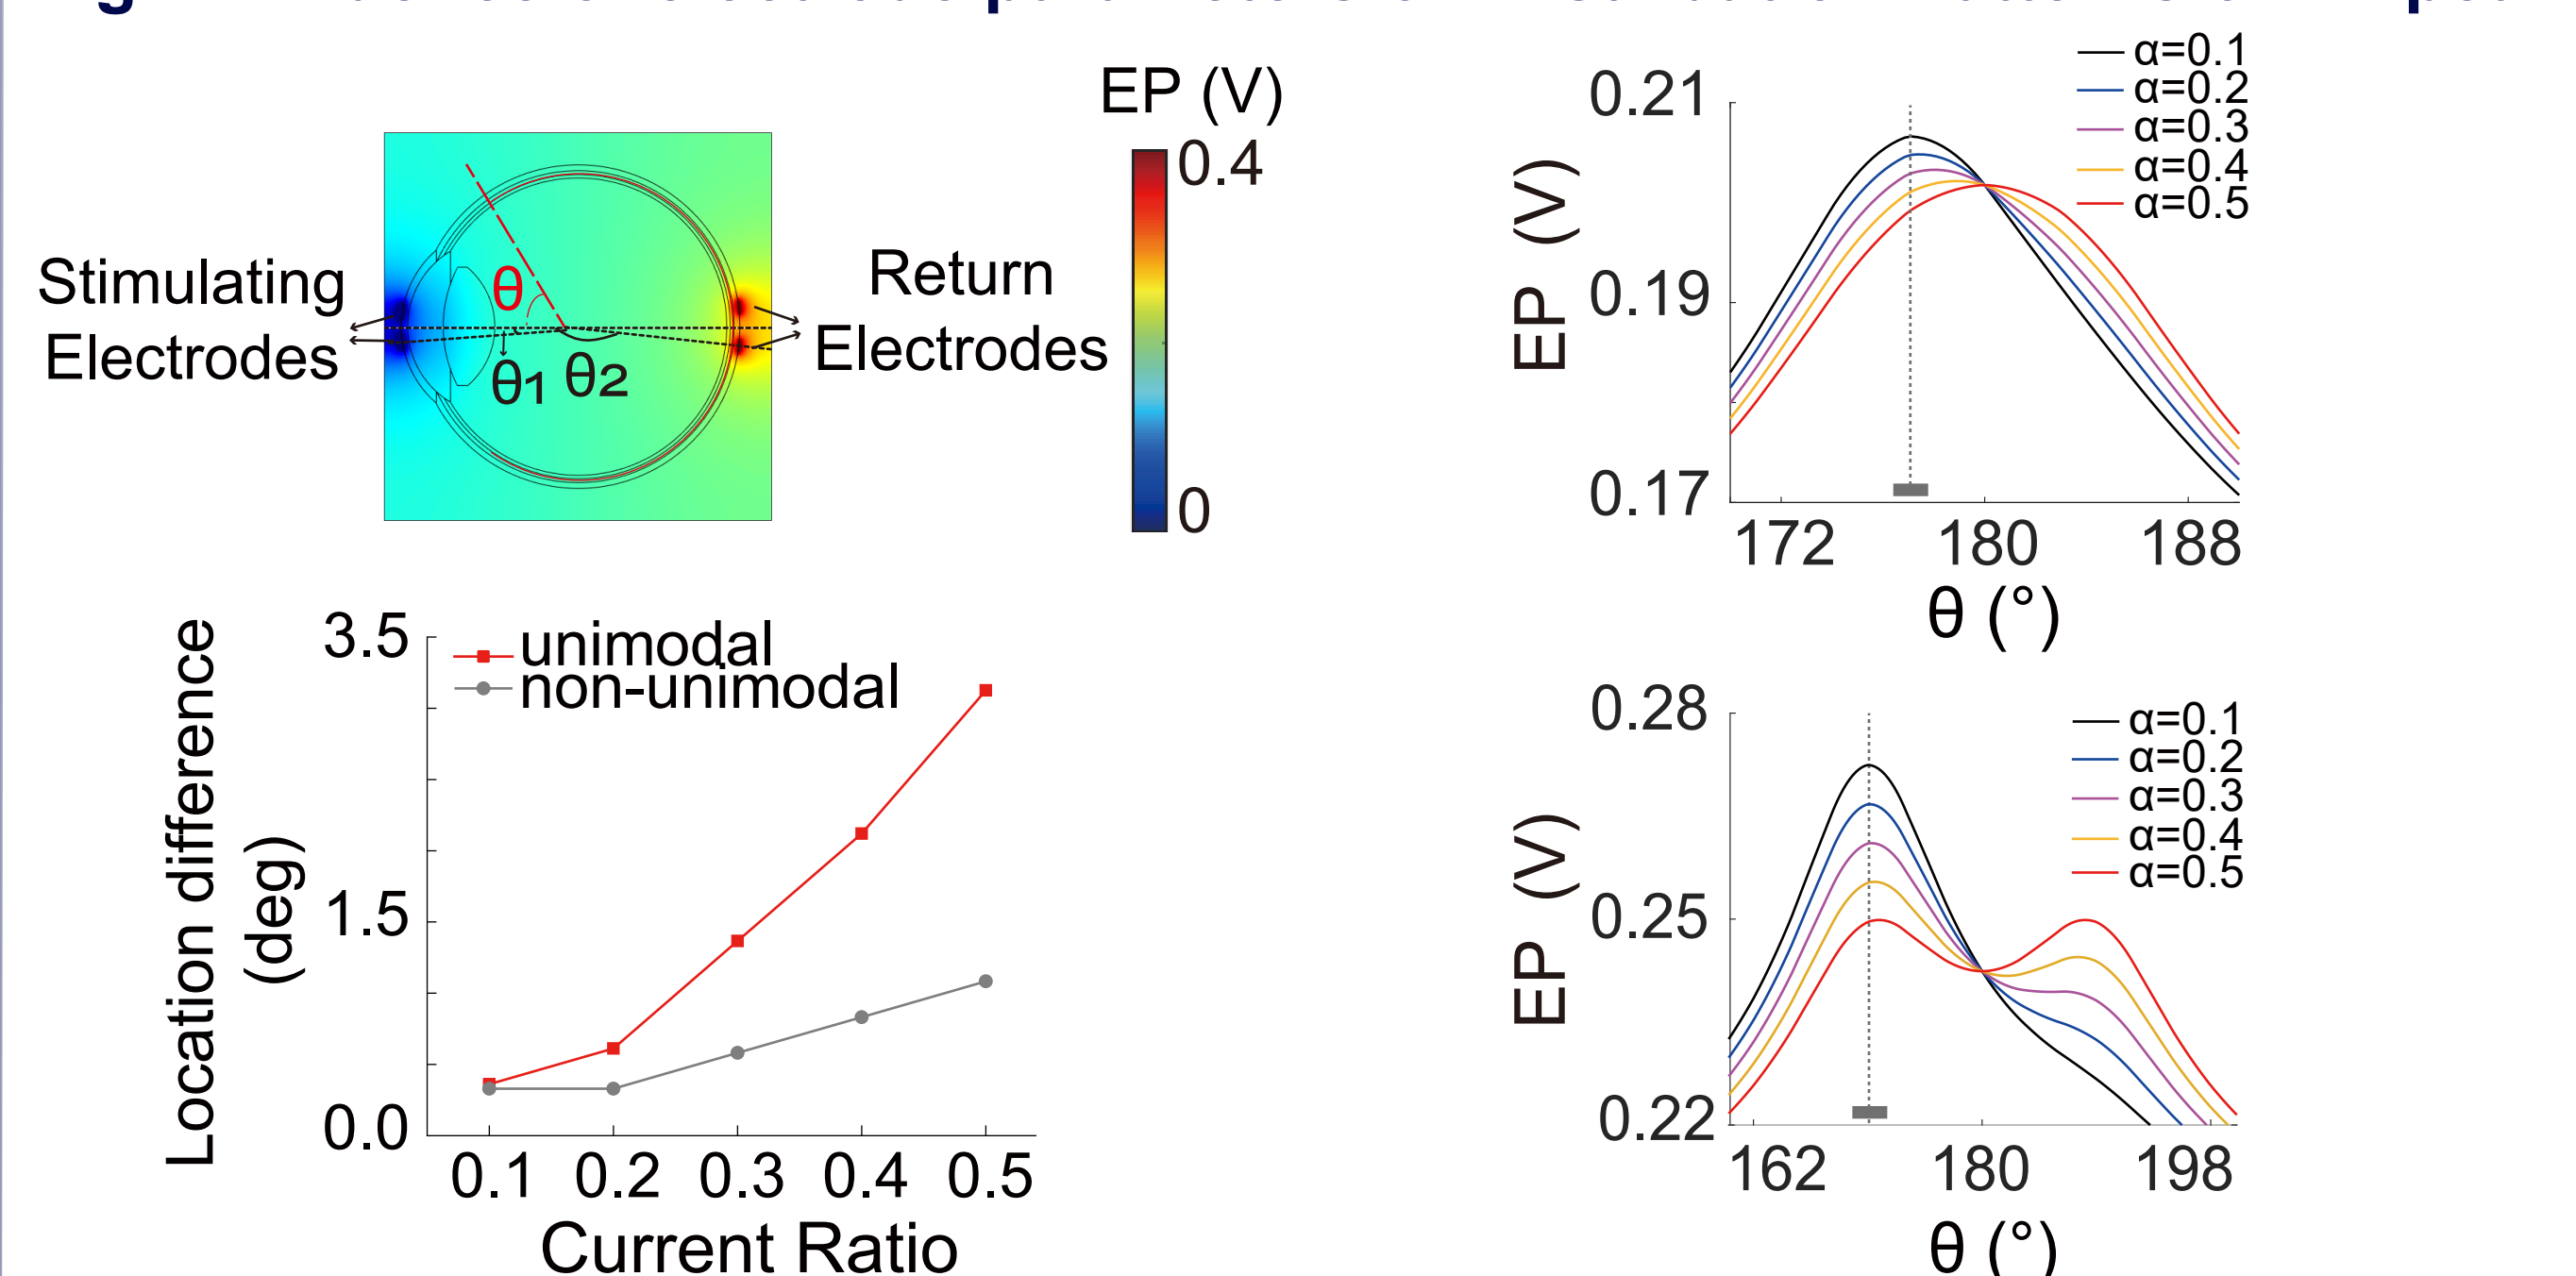 EP (V)
0.4
0
Stimulating
Electrodes
Return
Electrodes
θ
θ1
θ2
α=0.1
α=0.2
α=0.3
α=0.4
α=0.5
EP (V)
0.21
0.19
0.17
172
180
188
θ (°)
Location difference
(deg)
3.5
1.5
0.0
unimodal
non-unimodal
0.1
0.2
0.3
0.4
0.5
Current Ratio
α=0.1
α=0.2
α=0.3
α=0.4
α=0.5
EP (V)
0.28
0.25
0.22
162
180
198
θ (°)